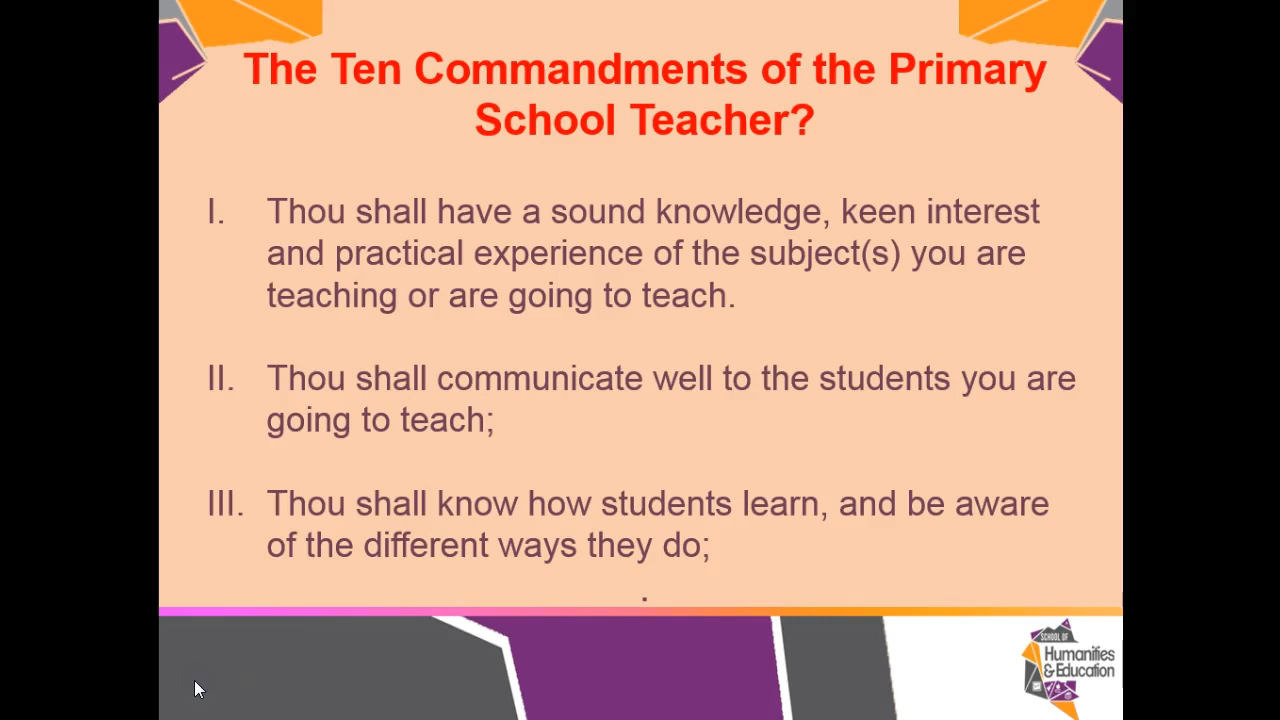 The Ten Commandments of the Primary
School Teacher?
I. Thou shall have a sound knowledge, keen interest
and practical experience of the subject(s) you are
teaching or are going to teach.
II. Thou shall communicate well to the students you are
going to teach;
III. Thou shall know how students learn, and be aware
of the different ways they do;
.
SCHOOL OF
Humanities
& Education